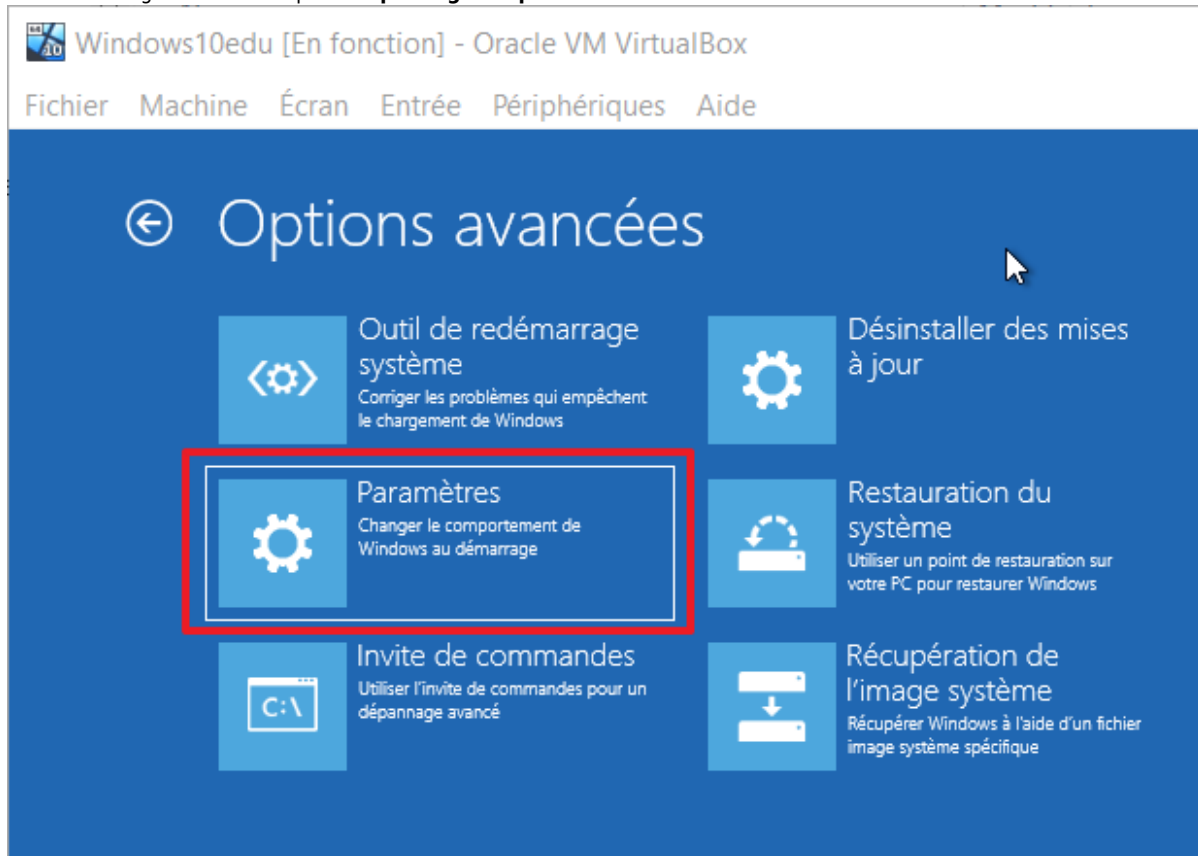 Windows10edu [En fonction] - Oracle VM VirtualBox
Fichier Machine Écran Entrée Périphériques Aide
Options avancées
Outil de redémarrage
système
Corriger les problèmes qui empêchent
le chargement de Windows
Désinstaller des mises
à jour
Paramètres
Changer le comportement de
Windows au démarrage
Restauration du
système
Utiliser un point de restauration sur
votre PC pour restaurer Windows
Invite de commandes
Utiliser l'invite de commandes pour un
dépannage avancé
C:\
Récupération de
l'image système
Récupérer Windows à l'aide d'un fichier
image système spécifique